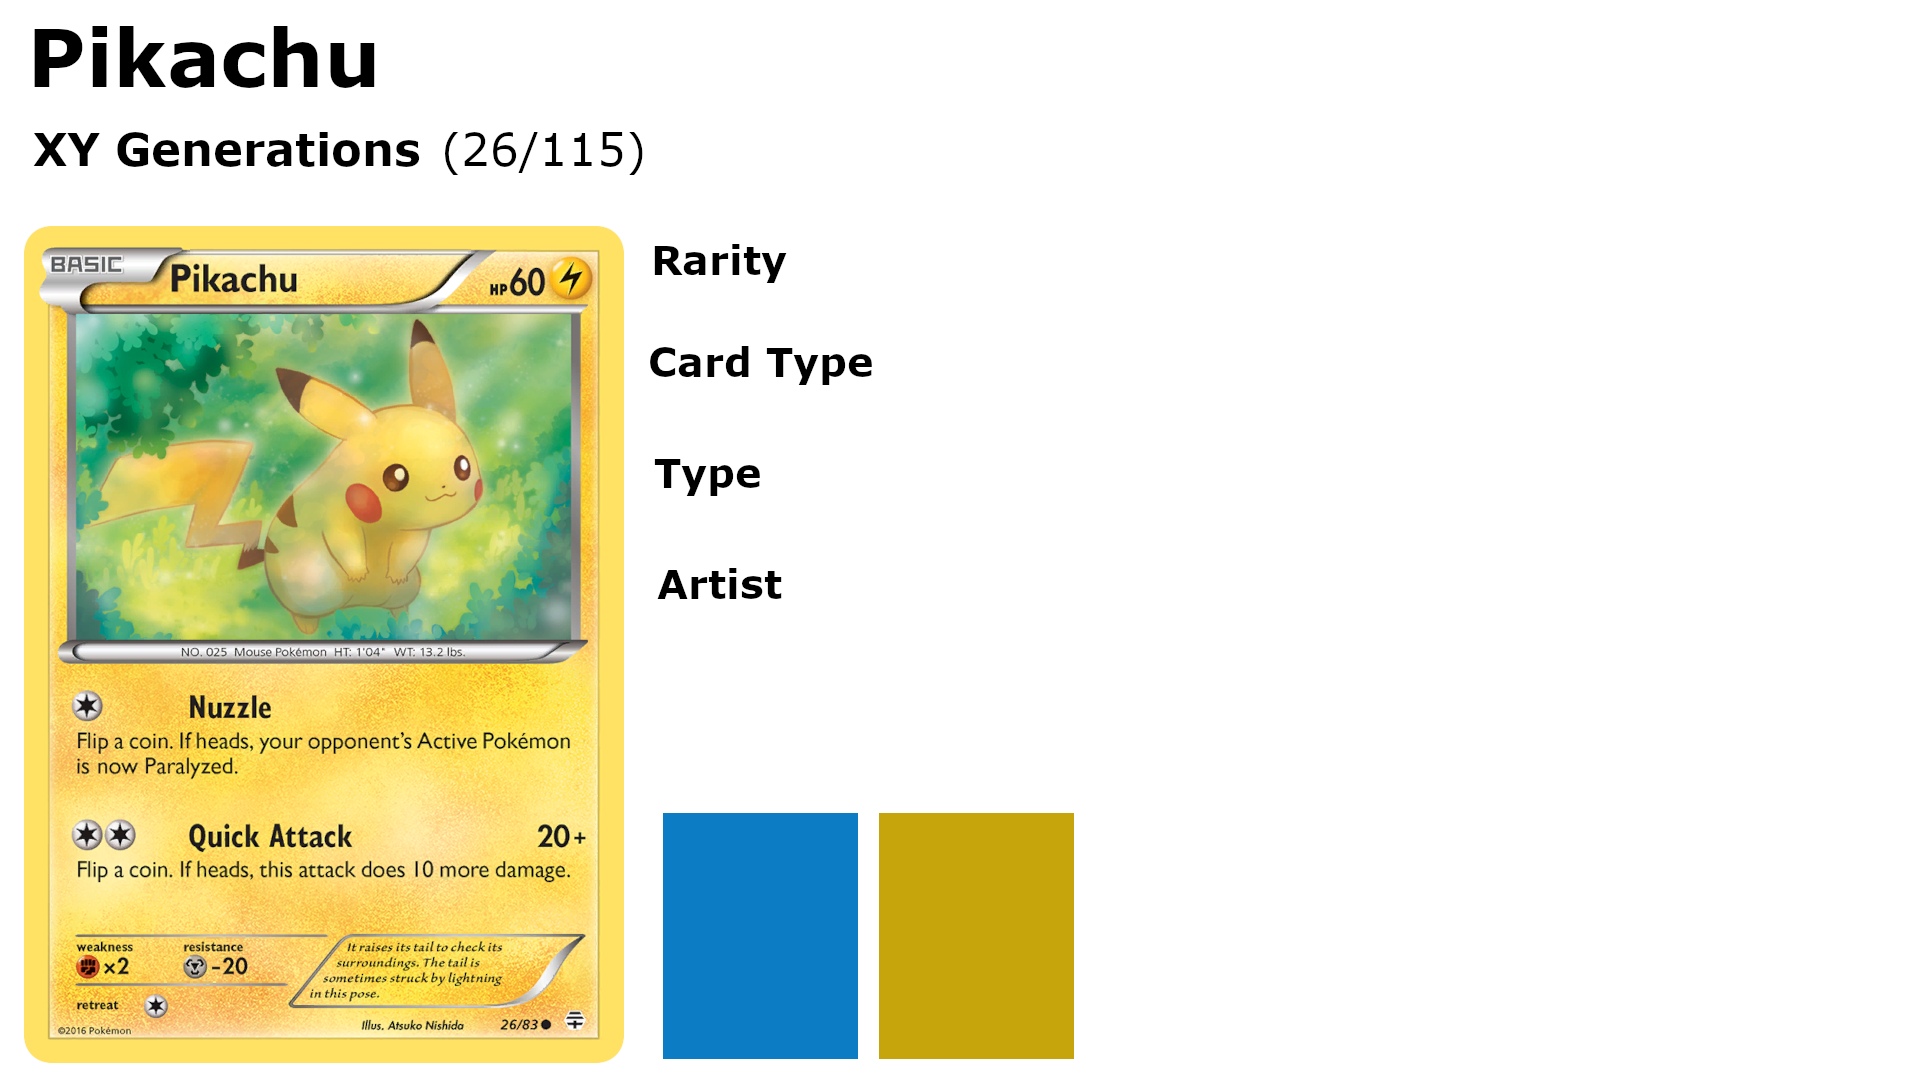 Pikachu
XY Generations (26/115)
BASIC
Pikachu
HP60
Rarity
Card Type
Type
Artist
NO. 025 Mouse Pokémon HT: 1'04" WT: 13.2 lbs.
Nuzzle
Flip a coin. If heads, your opponent's Active Pokémon
is now Paralyzed.
Quick Attack 20+
Flip a coin. If heads, this attack does 10 more damage.
weakness
×2
resistance
-20
retreat
It raises its tail to check its
surroundings. The tail is
sometimes struck by lightning
in this pose.
©2016 Pokémon
Illus. Atsuko Nishida
26/83